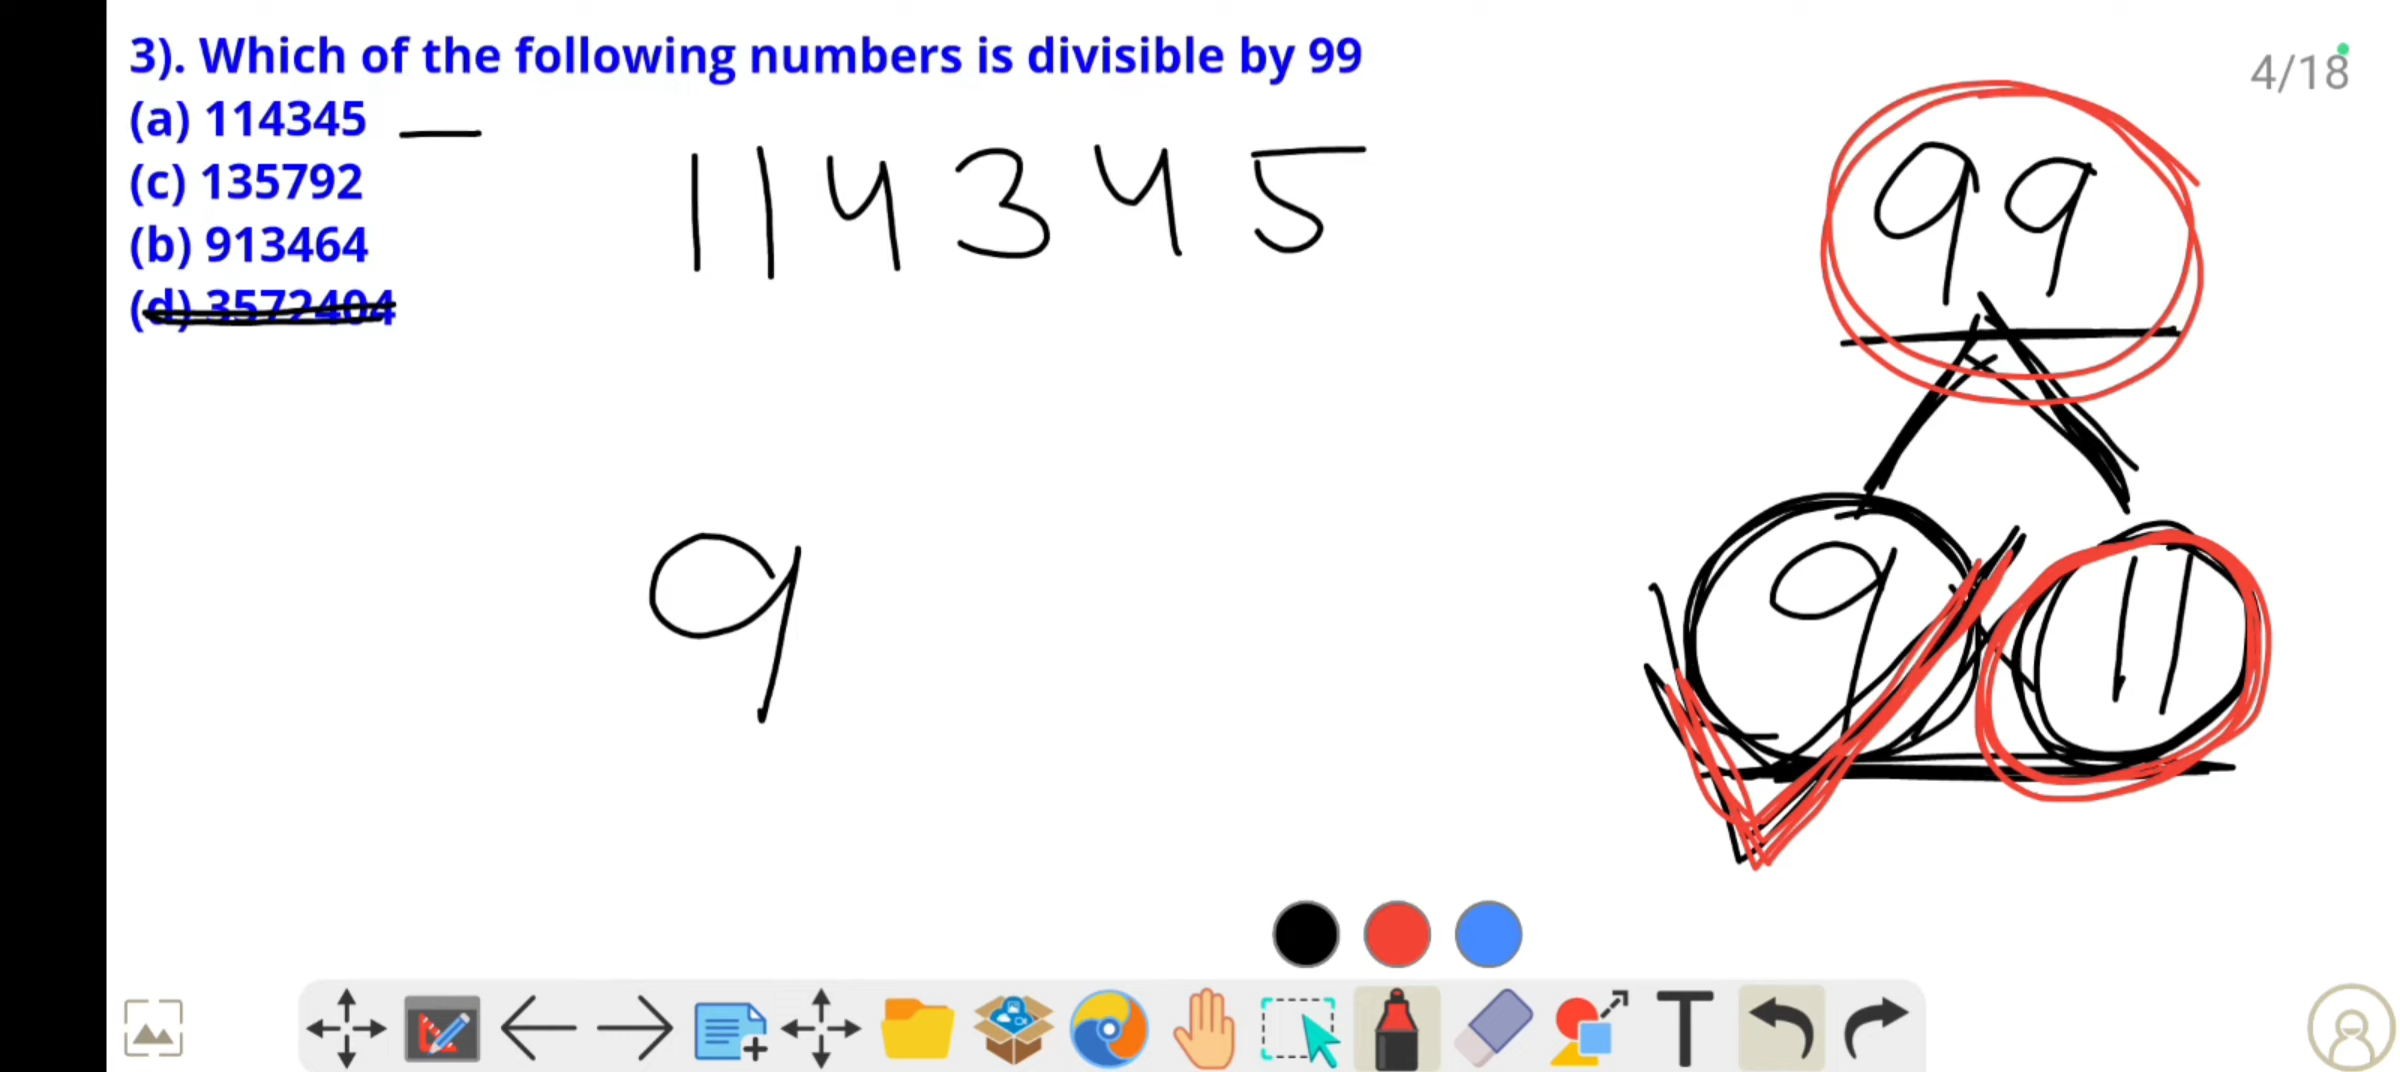 3). Which of the following numbers is divisible by 99
4/18
(a) 114345
(c) 135792
(b) 913464
(d) 3572404
114345
99
9
9
11
T